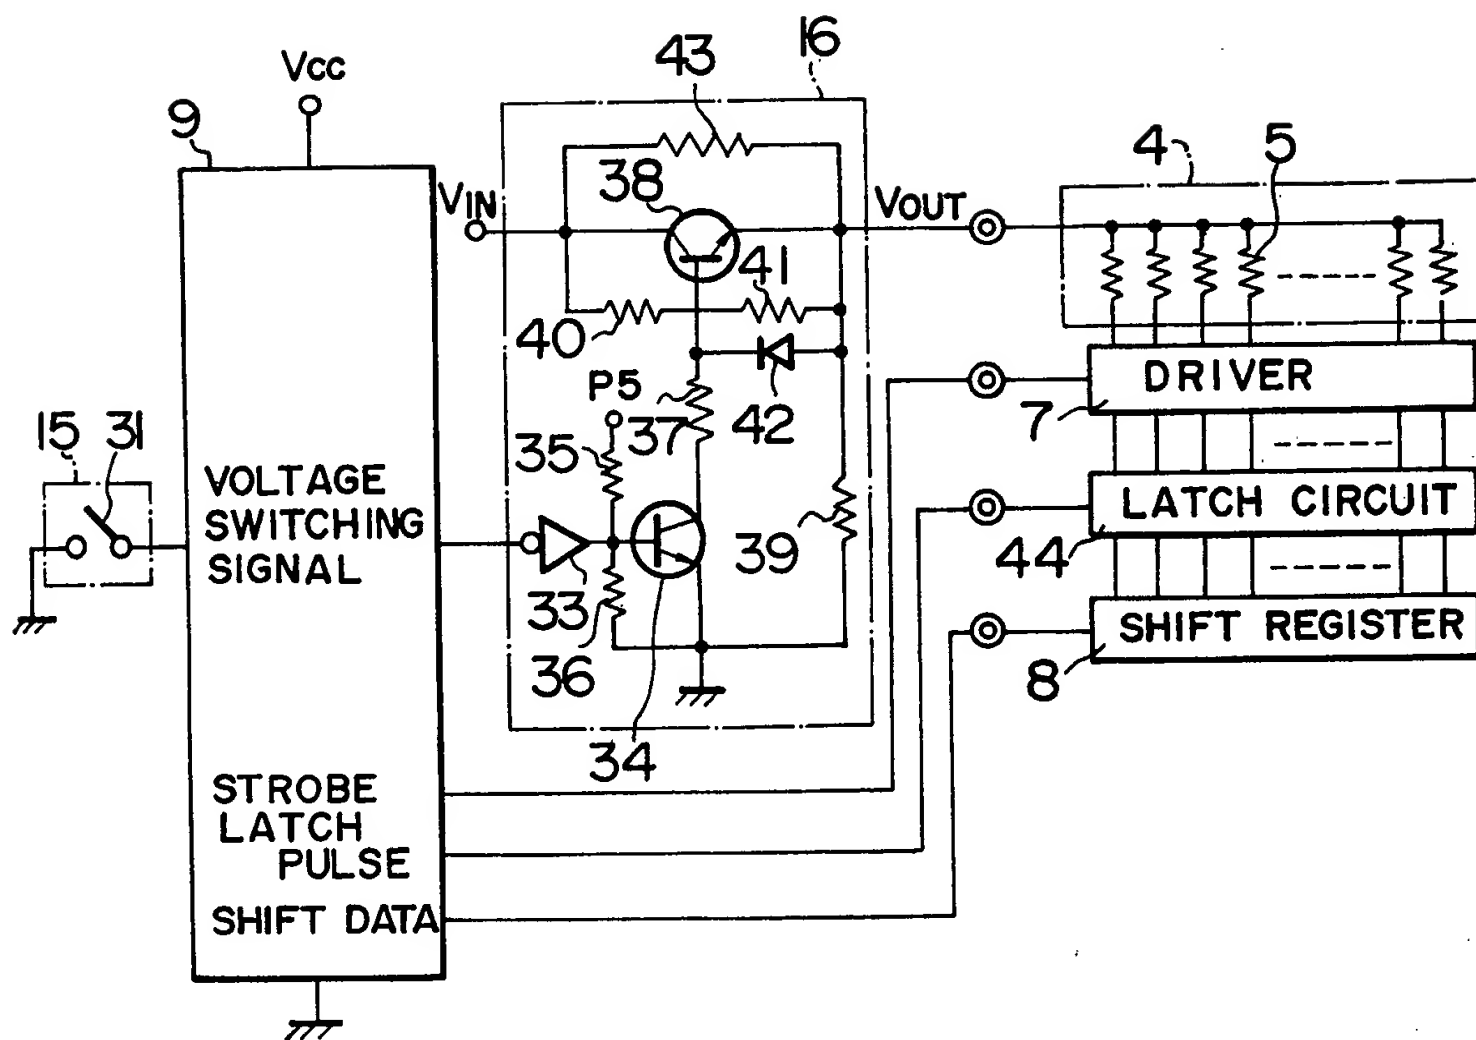 16
43
Vcc
9
4
5
38
VIN
VOUT
41
40
P5
42
DRIVER
7
15
31
35
37
VOLTAGE
SWITCHING
SIGNAL
LATCH CIRCUIT
44
39
33
36
SHIFT REGISTER
8
34
STROBE
LATCH
PULSE
SHIFT DATA